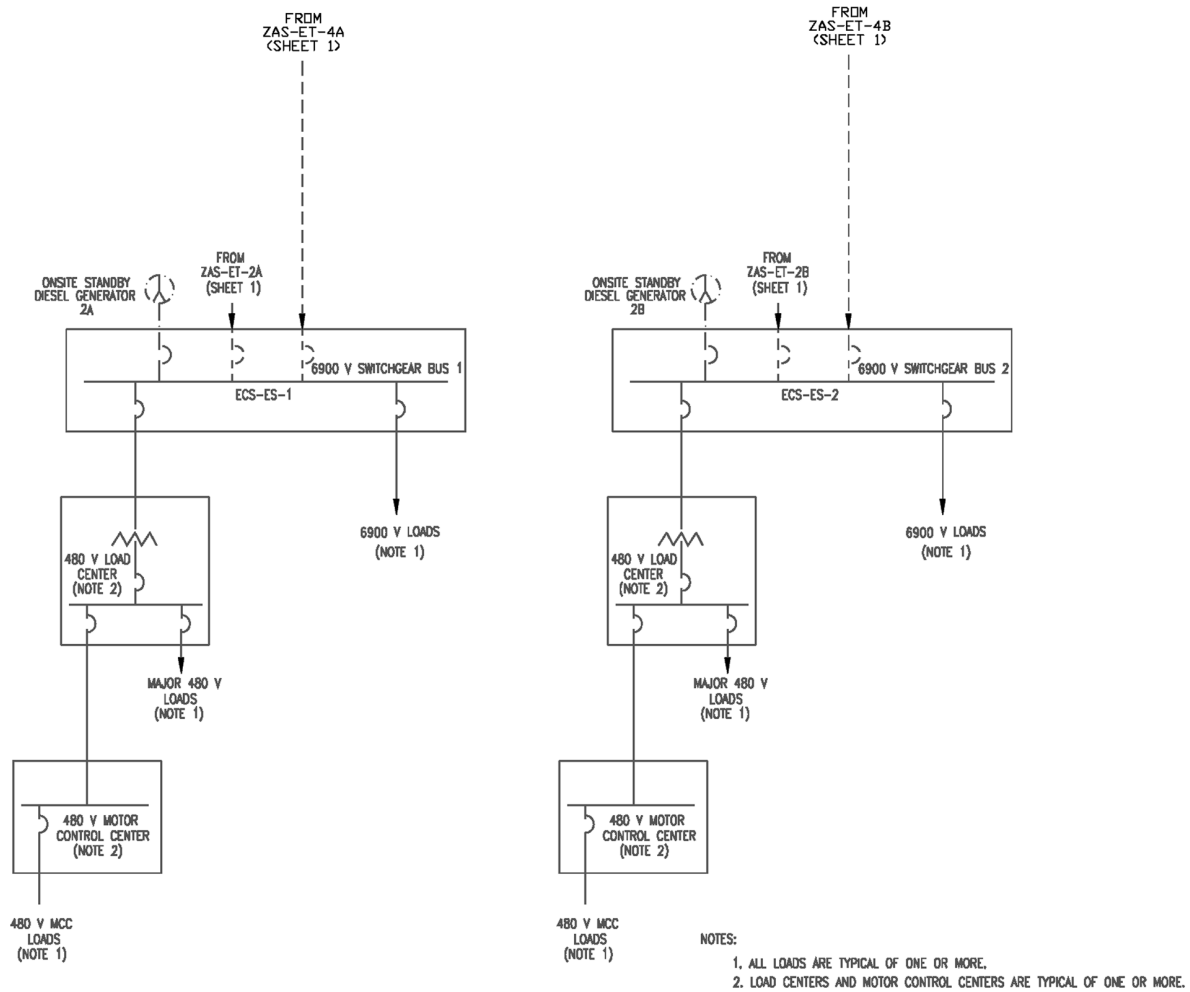 FROM
ZAS-ET-4A
(SHEET 1)
FROM
ZAS-ET-4B
(SHEET 1)
ONSITE STANDBY
DIESEL GENERATOR
2A
FROM
ZAS-ET-2A
(SHEET 1)
6900 V SWITCHGEAR BUS 1
ECS-ES-1
480 V LOAD
CENTER
(NOTE 2)
6900 V LOADS
(NOTE 1)
MAJOR 480 V
LOADS
(NOTE 1)
480 V MOTOR
CONTROL CENTER
(NOTE 2)
480 V MCC
LOADS
(NOTE 1)
ONSITE STANDBY
DIESEL GENERATOR
2B
FROM
ZAS-ET-2B
(SHEET 1)
6900 V SWITCHGEAR BUS 2
ECS-ES-2
480 V LOAD
CENTER
(NOTE 2)
6900 V LOADS
(NOTE 1)
MAJOR 480 V
LOADS
(NOTE 1)
480 V MOTOR
CONTROL CENTER
(NOTE 2)
480 V MCC
LOADS
(NOTE 1)
NOTES:
1. ALL LOADS ARE TYPICAL OF ONE OR MORE.
2. LOAD CENTERS AND MOTOR CONTROL CENTERS ARE TYPICAL OF ONE OR MORE.